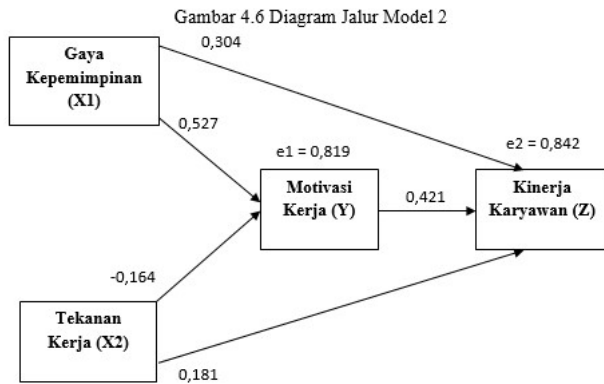 Gambar 4.6 Diagram Jalur Model 2
0,304
Gaya
Kepemimpinan
(X1)
0,527
e1 = 0,819
e2 = 0,842
Motivasi
Kerja (Y)
0,421
Kinerja
Karyawan (Z)
-0,164
Tekanan
Kerja (X2)
0,181